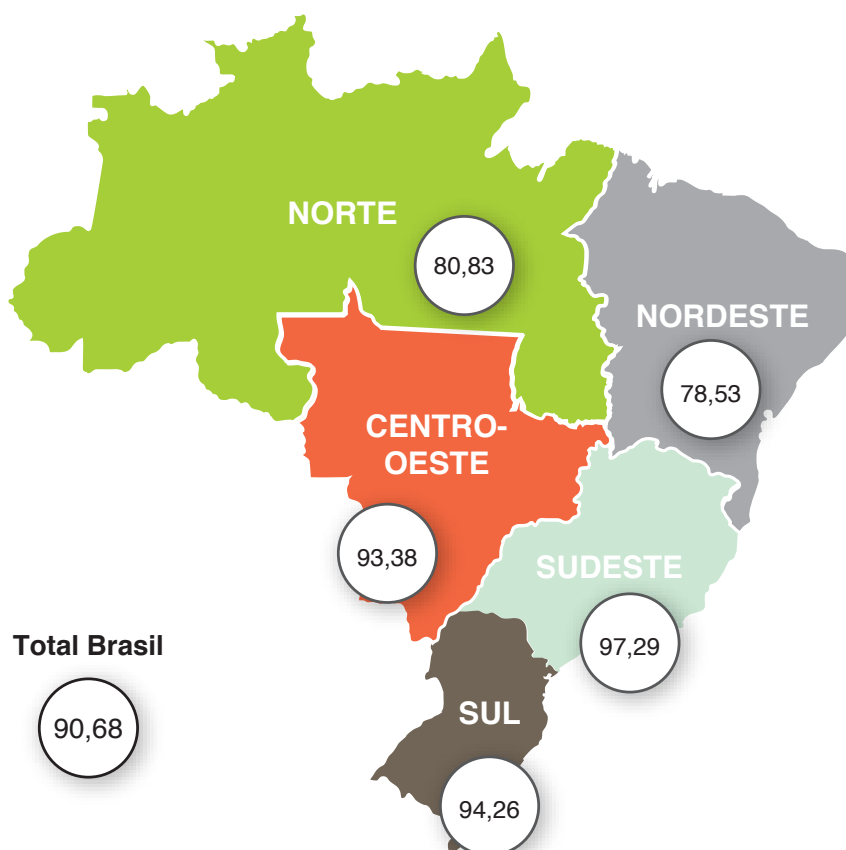 NORTE
80,83
NORDESTE
78,53
CENTRO-
OESTE
93,38
SUDESTE
97,29
Total Brasil
90,68
SUL
94,26